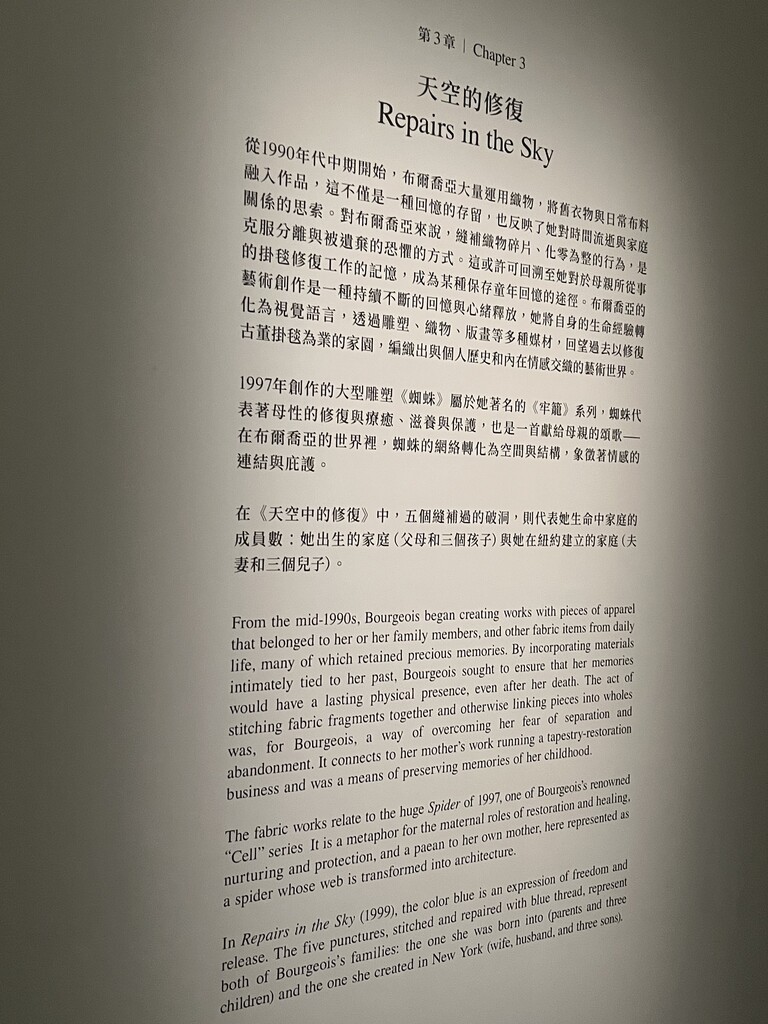 第3章｜Chapter 3
天空的修復
Repairs in the Sky
從1990年代中期開始，布爾喬亞大量運用織物，將舊衣物與日常布料
融入作品，這不僅是一種回憶的存留，也反映了她對時間流逝與家庭
關係的思索。對布爾喬亞來說，縫補織物碎片、化零為整的行為，是
克服分離與被遺棄的恐懼的方式。這或許可回溯至她對於母親所從事
的掛毯修復工作的記憶，成為某種保存童年回憶的途徑。布爾喬亞的
藝術創作是一種持續不斷的回憶與心緒釋放，她將自身的生命經驗轉
化為視覺語言，透過雕塑、織物、版畫等多種媒材，回望過去以修復
古董掛毯為業的家園，編織出與個人歷史和內在情感交織的藝術世界。
1997年創作的大型雕塑《蜘蛛》屬於她著名的《牢籠》系列，蜘蛛代
表著母性的修復與療癒、滋養與保護，也是一首獻給母親的頌歌——
在布爾喬亞的世界裡，蜘蛛的網絡轉化為空間與結構，象徵著情感的
連結與庇護。
在《天空中的修復》中，五個縫補過的破洞，則代表她生命中家庭的
成員數：她出生的家庭（父母和三個孩子）與她在紐約建立的家庭（夫
妻和三個兒子）。
From the mid-1990s, Bourgeois began creating works with pieces of apparel
that belonged to her or her family members, and other fabric items from daily
life, many of which retained precious memories. By incorporating materials
intimately tied to her past, Bourgeois sought to ensure that her memories
would have a lasting physical presence, even after her death. The act of
stitching fabric fragments together and otherwise linking pieces into wholes
was, for Bourgeois, a way of overcoming her fear of separation and
abandonment. It connects to her mother's work running a tapestry-restoration
business and was a means of preserving memories of her childhood.
The fabric works relate to the huge Spider of 1997, one of Bourgeois's renowned
“Cell” series It is a metaphor for the maternal roles of restoration and healing,
nurturing and protection, and a paean to her own mother, here represented as
a spider whose web is transformed into architecture.
In Repairs in the Sky (1999), the color blue is an expression of freedom and
release. The five punctures, stitched and repaired with blue thread, represent
both of Bourgeois's families: the one she was born into (parents and three
children) and the one she created in New York (wife, husband, and three sons).